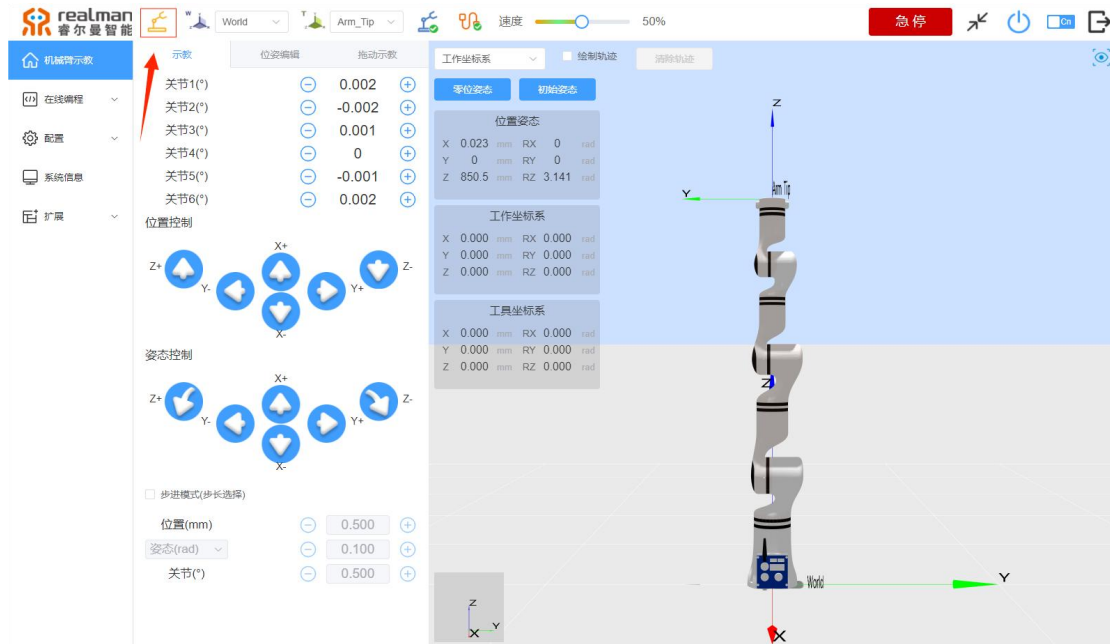 realman
睿尔曼智能
W
World
T
Arm_Tip
速度
50%
急停
Cn
机械臂示教
在线编程
配置
系统信息
扩展
示教
位姿编辑
拖动示教
关节1(°) 0.002
关节2(°) -0.002
关节3(°) 0.001
关节4(°) 0
关节5(°) -0.001
关节6(°) 0.002
位置控制
X+
Z+
Z-
Y-
Y+
X-
姿态控制
X+
Z+
Z-
Y-
Y+
X-
步进模式(步长选择)
位置(mm) 0.500
姿态(rad) 0.100
关节(°) 0.500
工作坐标系
绘制轨迹
清除轨迹
零位姿态
初始姿态
位置姿态
X 0.023 mm RX 0 rad
Y 0 mm RY 0 rad
Z 850.5 mm RZ 3.141 rad
工作坐标系
X 0.000 mm RX 0.000 rad
Y 0.000 mm RY 0.000 rad
Z 0.000 mm RZ 0.000 rad
工具坐标系
X 0.000 mm RX 0.000 rad
Y 0.000 mm RY 0.000 rad
Z 0.000 mm RZ 0.000 rad
Z
Arm Tip
Y
Z
World
Y
X
Z
Y
X